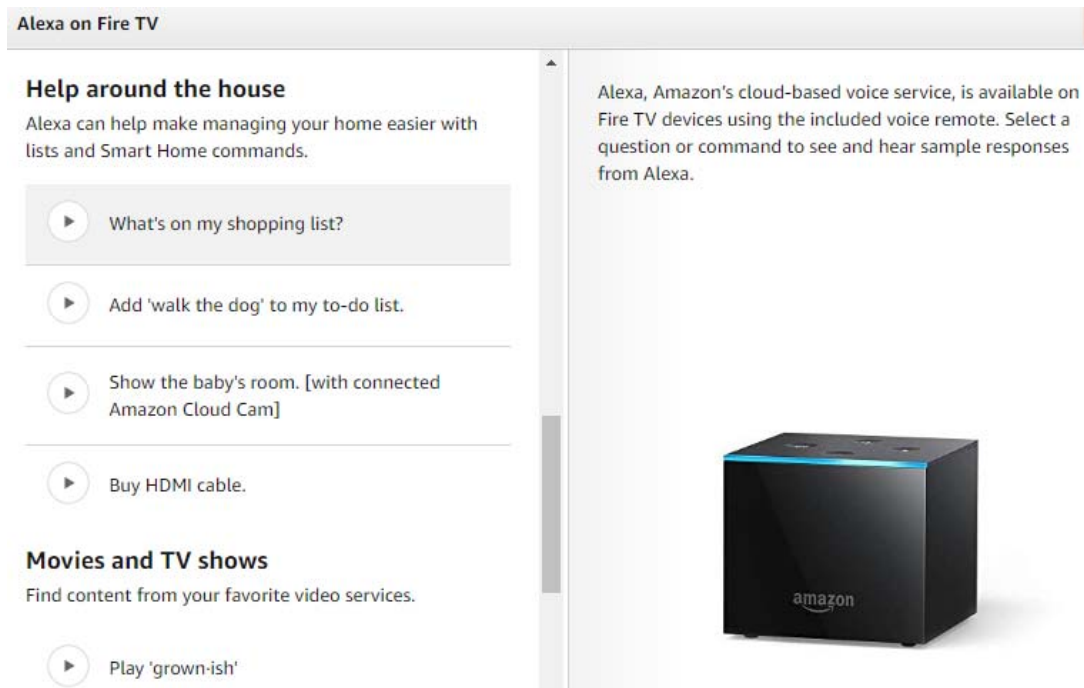 Alexa on Fire TV
Help around the house
Alexa can help make managing your home easier with
lists and Smart Home commands.
What's on my shopping list?
Add 'walk the dog' to my to-do list.
Show the baby's room. [with connected
Amazon Cloud Cam]
Buy HDMI cable.
Movies and TV shows
Find content from your favorite video services.
Play 'grown-ish'
Alexa, Amazon's cloud-based voice service, is available on
Fire TV devices using the included voice remote. Select a
question or command to see and hear sample responses
from Alexa.
amazon